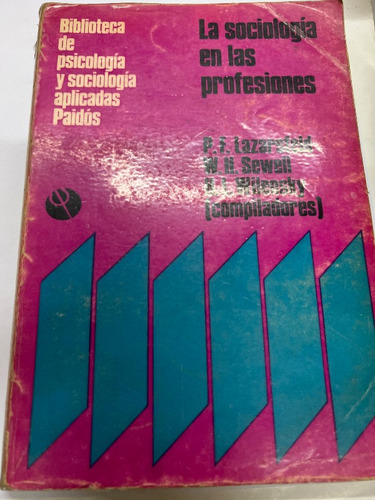 Biblioteca
de
psicología
y sociología
aplicadas
Paidós
La sociología
en las
profesiones
P. F. Lazarsfeld
W. H. Sewell
H. L. Wilensky
(compiladores)